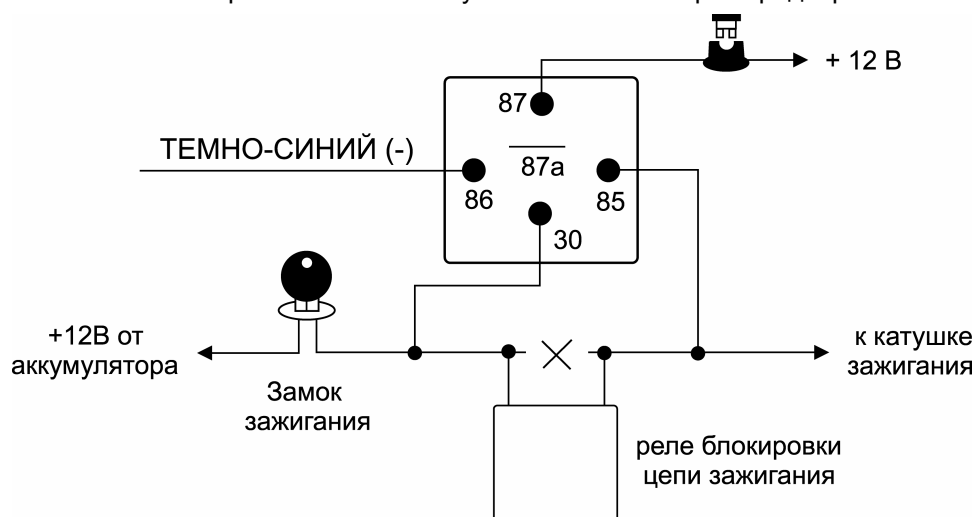 + 12 В
87
ТЕМНО-СИНИЙ (-)
87а
86
85
30
+12В от
аккумулятора
Замок
зажигания
к катушке
зажигания
реле блокировки
цепи зажигания